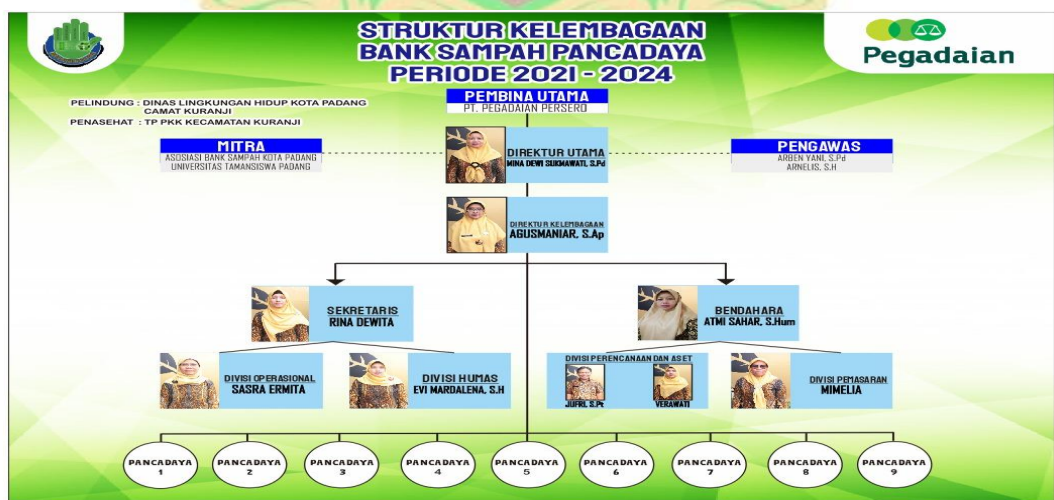 STRUKTUR KELEMBAGAAN
BANK SAMPAH PANCADAYA
PERIODE 2021 - 2024
Pegadaian
PELINDUNG : DINAS LINGKUNGAN HIDUP KOTA PADANG
CAMAT KURANJI
PENASEHAT : TP PKK KECAMATAN KURANJI
PEMBINA UTAMA
PT. PEGADAIAN PERSERO
MITRA
ASOSIASI BANK SAMPAH KOTA PADANG
UNIVERSITAS TAMANSISWA PADANG
DIREKTUR UTAMA
MINA DEWI SUKMAWATI, S.Pd
PENGAWAS
ARBEN YANI, S.Pd
ARNELIS, S.H
DIREKTUR KELEMBAGAAN
AGUSMANIAR, S.Ap
SEKRETARIS
RINA DEWITA
BENDAHARA
ATMI SAHAR, S.Hum
DIVISI OPERASIONAL
SASRA ERMITA
DIVISI HUMAS
EVI MARDALENA, S.H
DIVISI PERENCANAAN DAN ASET
JUFRI, S.Pt
VERAWATI
DIVISI PEMASARAN
MIMELIA
PANCADAYA
1
PANCADAYA
2
PANCADAYA
3
PANCADAYA
4
PANCADAYA
5
PANCADAYA
6
PANCADAYA
7
PANCADAYA
8
PANCADAYA
9